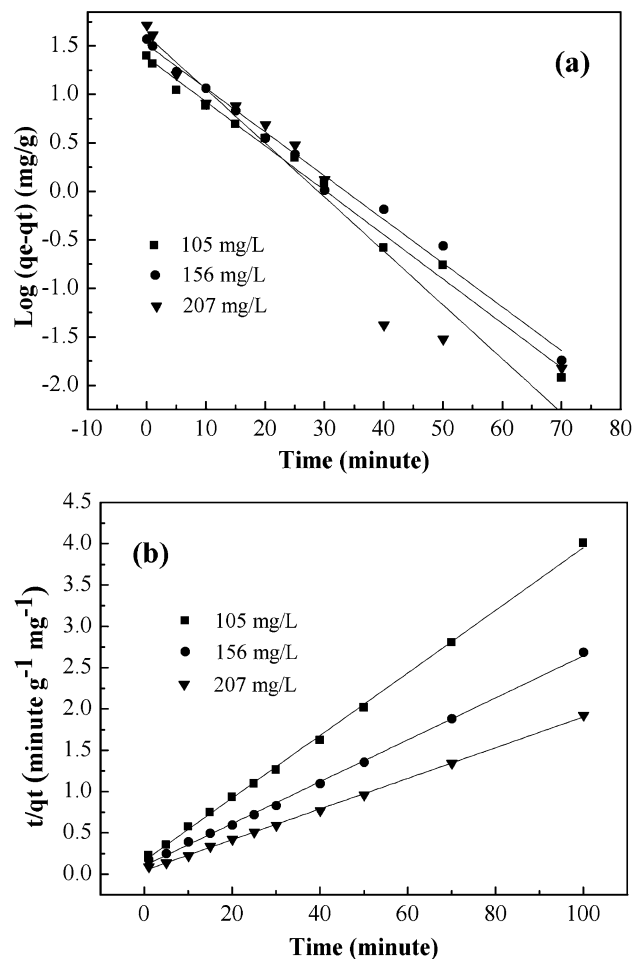 (a)
1.5
1.0
0.5
0.0
-0.5
-1.0
-1.5
-2.0
Log (qe-qt) (mg/g)
105 mg/L
156 mg/L
207 mg/L
-10 0 10 20 30 40 50 60 70 80
Time (minute)
(b)
4.0
3.5
3.0
2.5
2.0
1.5
1.0
0.5
0.0
t/qt (minute g⁻¹ mg⁻¹)
105 mg/L
156 mg/L
207 mg/L
0 20 40 60 80 100
Time (minute)